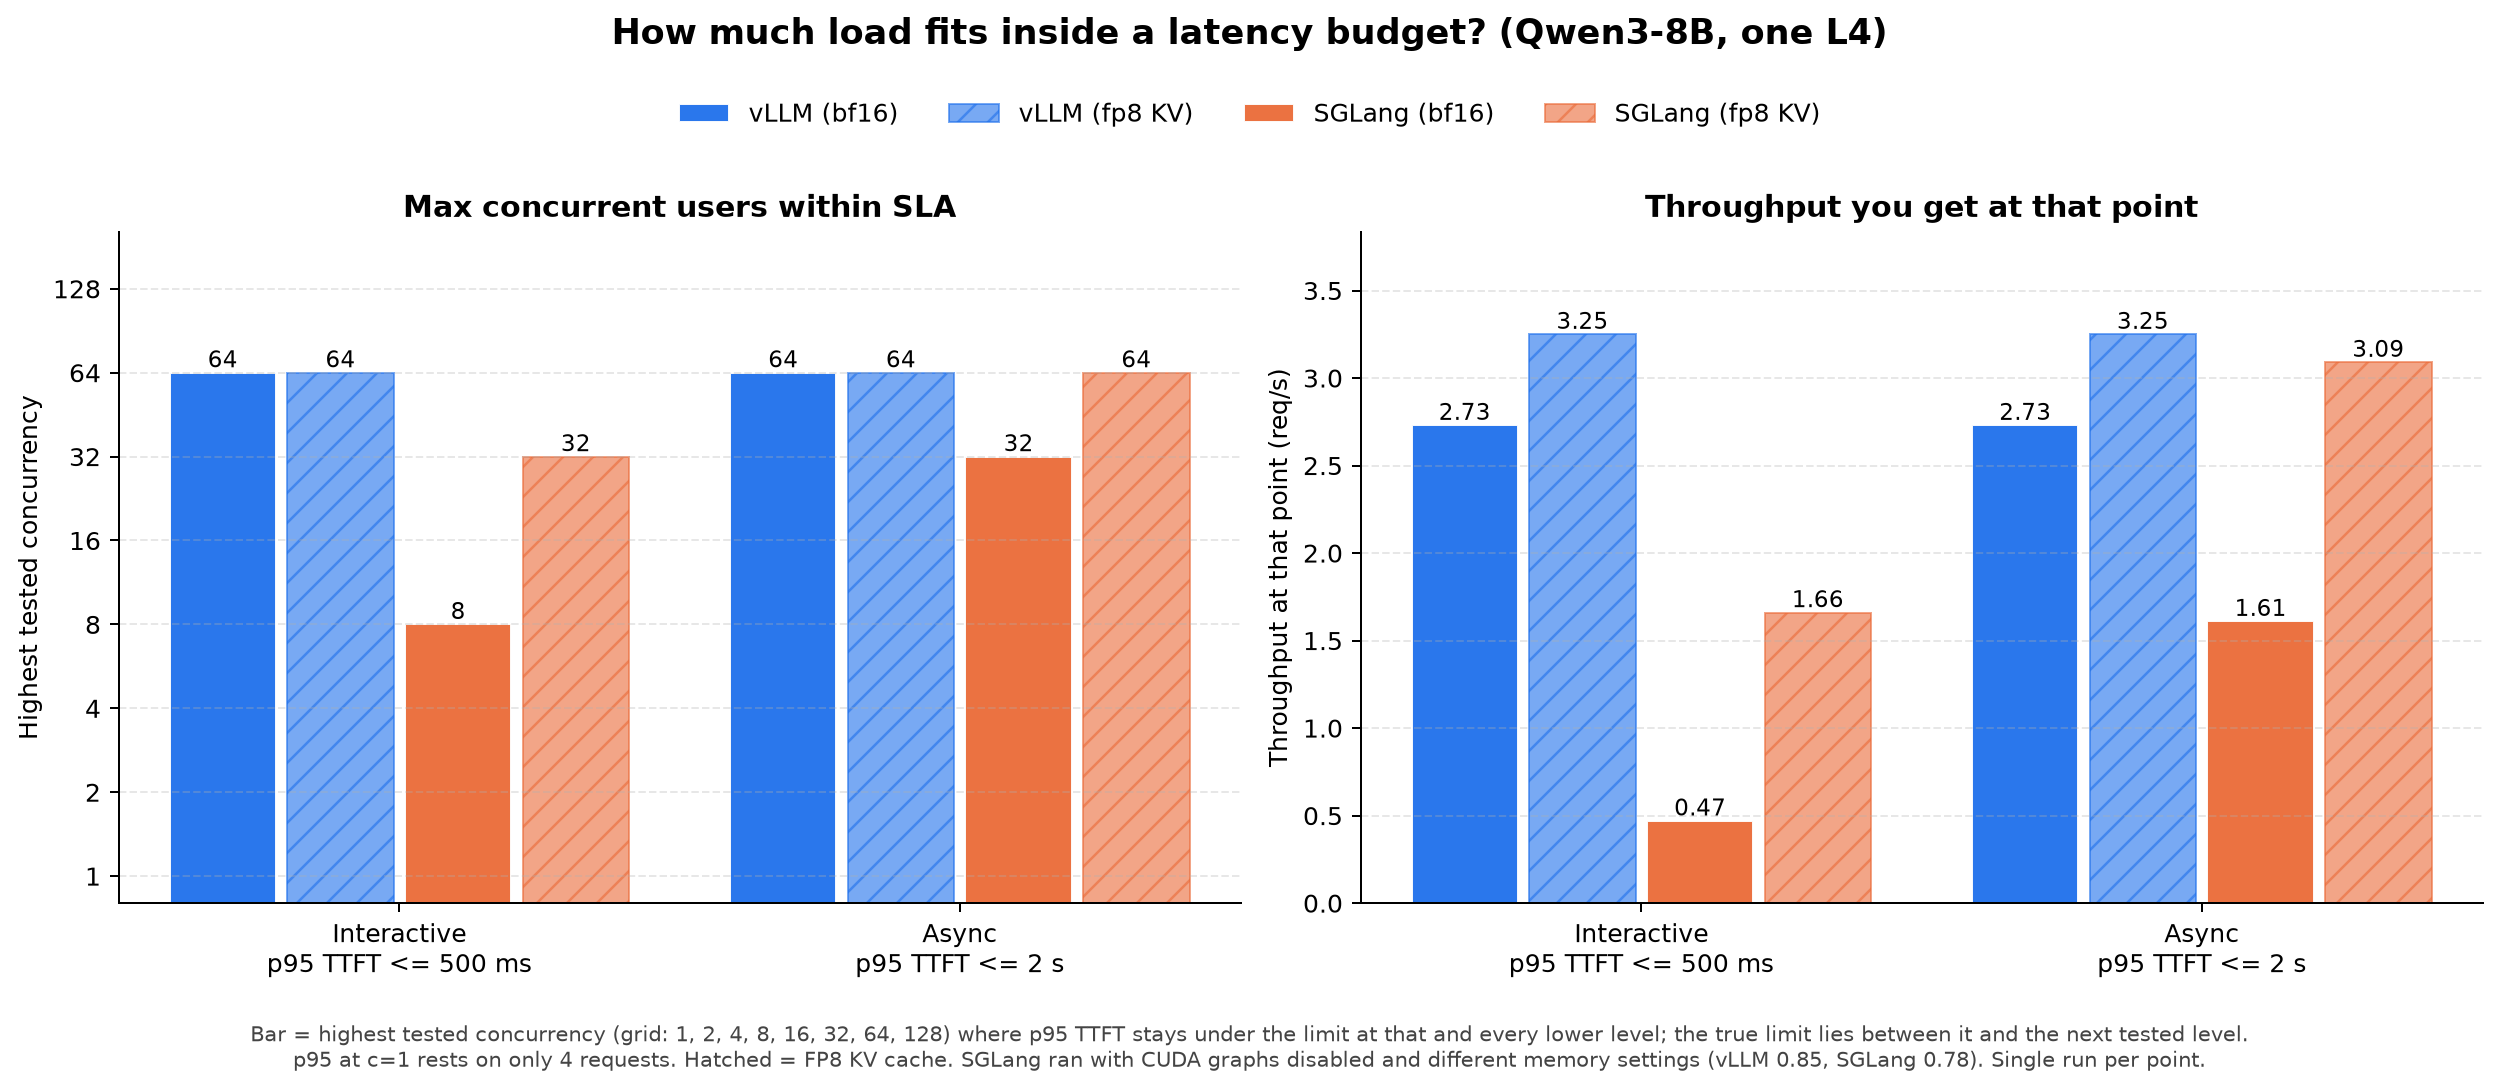 How much load fits inside a latency budget? (Qwen3-8B, one L4)
vLLM (bf16)
vLLM (fp8 KV)
SGLang (bf16)
SGLang (fp8 KV)
Max concurrent users within SLA
Highest tested concurrency
128
64
32
16
8
4
2
1
64
64
8
32
64
64
32
64
Interactive
p95 TTFT <= 500 ms
Async
p95 TTFT <= 2 s
Throughput you get at that point
Throughput at that point (req/s)
3.5
3.0
2.5
2.0
1.5
1.0
0.5
0.0
2.73
3.25
0.47
1.66
2.73
3.25
1.61
3.09
Interactive
p95 TTFT <= 500 ms
Async
p95 TTFT <= 2 s
Bar = highest tested concurrency (grid: 1, 2, 4, 8, 16, 32, 64, 128) where p95 TTFT stays under the limit at that and every lower level; the true limit lies between it and the next tested level.
p95 at c=1 rests on only 4 requests. Hatched = FP8 KV cache. SGLang ran with CUDA graphs disabled and different memory settings (vLLM 0.85, SGLang 0.78). Single run per point.